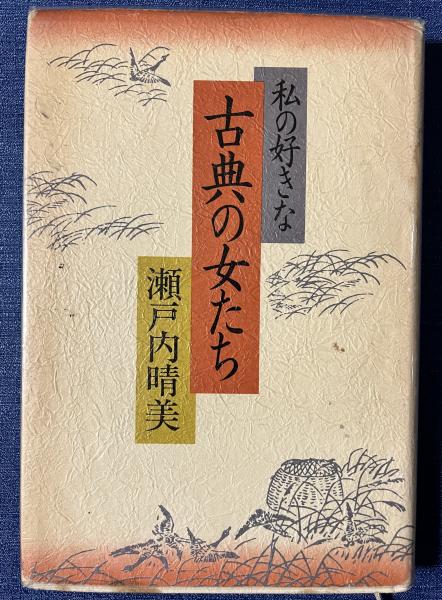 私の好きな
古典の女たち
瀬戸内晴美